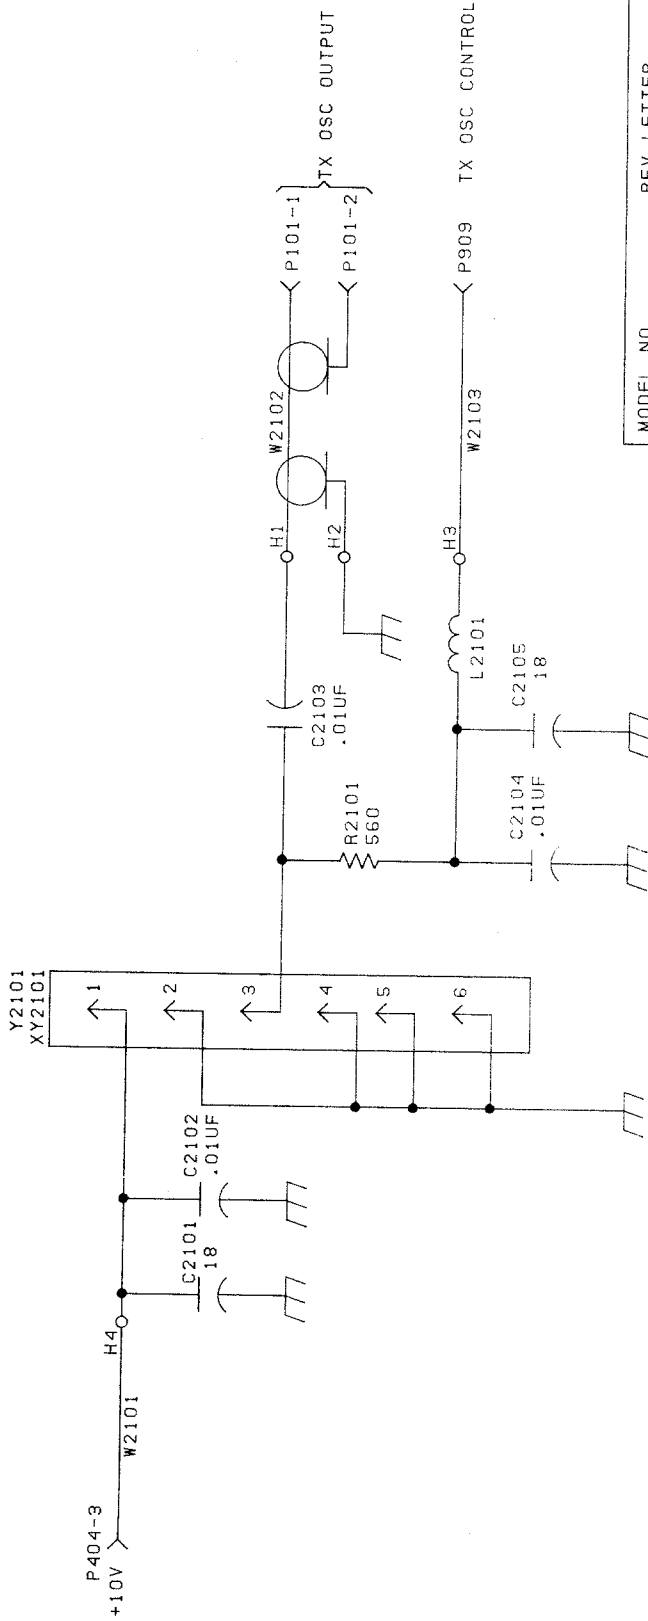 P404-3
+10V
W2101
H4
C2101
18
C2102
.01UF
Y2101
XY2101
1
2
3
4
5
6
R2101
560
C2103
.01UF
C2104
.01UF
C2105
18
L2101
H1
H2
H3
W2102
W2103
P101-1
P101-2
TX OSC OUTPUT
P909
TX OSC CONTROL
MODEL NO
REV LETTER